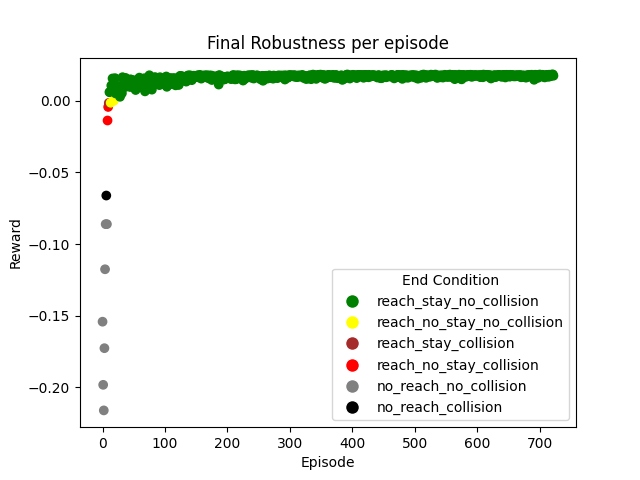 Final Robustness per episode
Reward
0.00
−0.05
−0.10
−0.15
−0.20
End Condition
reach_stay_no_collision
reach_no_stay_no_collision
reach_stay_collision
reach_no_stay_collision
no_reach_no_collision
no_reach_collision
0 100 200 300 400 500 600 700
Episode